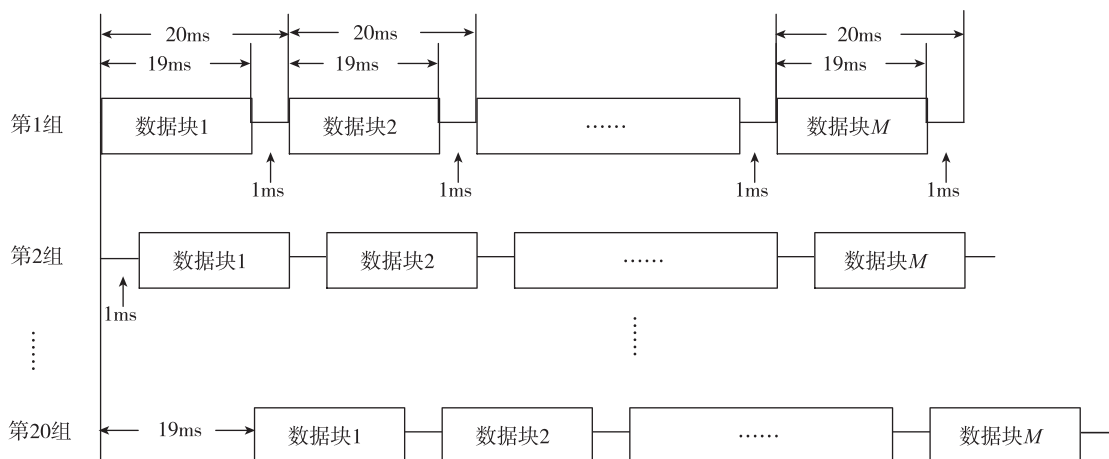 20ms 20ms 20ms
19ms 19ms 19ms
第1组 数据块1 数据块2 …… 数据块M
1ms 1ms 1ms 1ms
第2组 数据块1 数据块2 …… 数据块M
1ms
…… ……
第20组 19ms 数据块1 数据块2 …… 数据块M